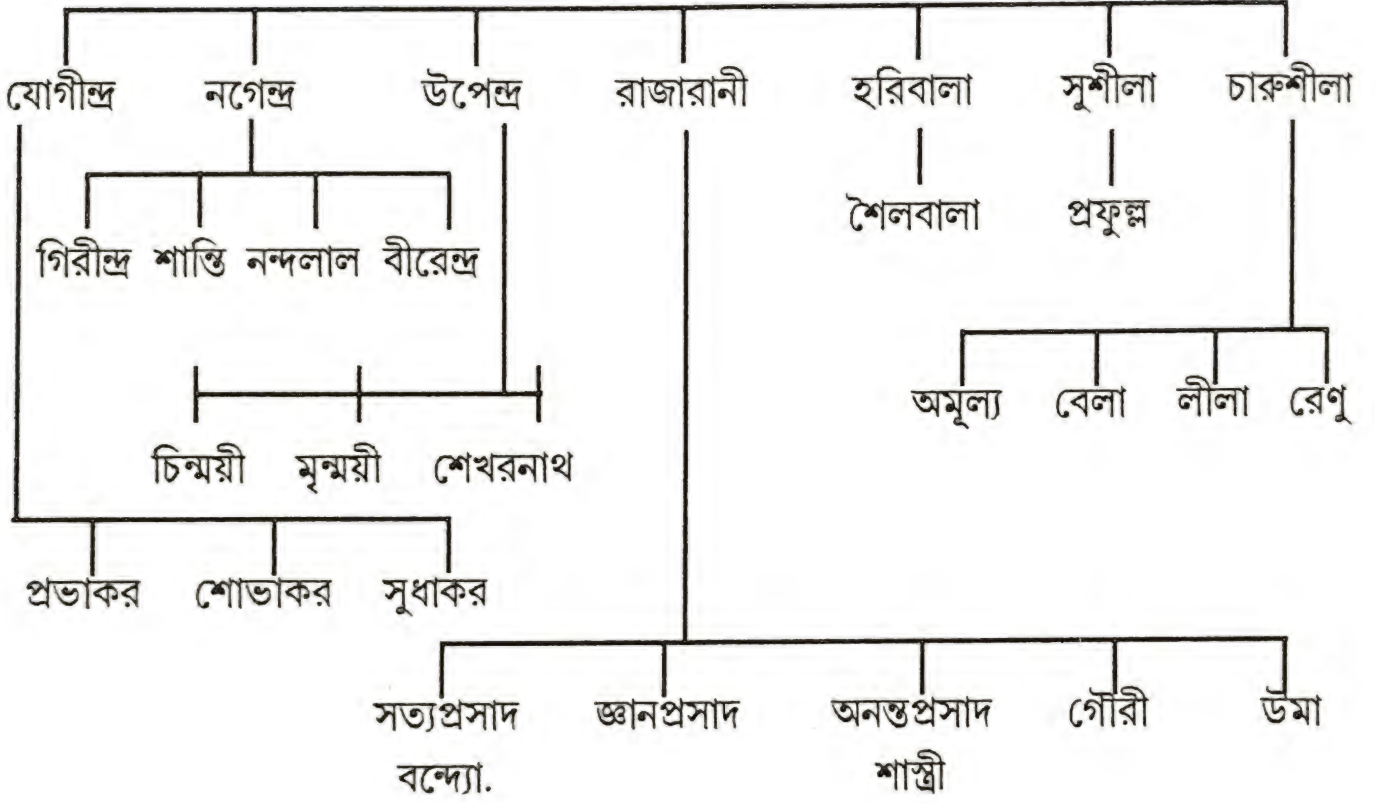 যোগীন্দ্র নগেন্দ্র উপেন্দ্র রাজারানী হরিবালা সুশীলা চারুশীলা
শৈলবালা প্রফুল্ল
গিরীন্দ্র শান্তি নন্দলাল বীরেন্দ্র
অমূল্য বেলা লীলা রেণু
চিন্ময়ী মৃন্ময়ী শেখরনাথ
প্রভাকর শোভাকর সুধাকর
সত্যপ্রসাদ জ্ঞানপ্রসাদ অনন্তপ্রসাদ গৌরী উমা
বন্দ্যো. শাস্ত্রী